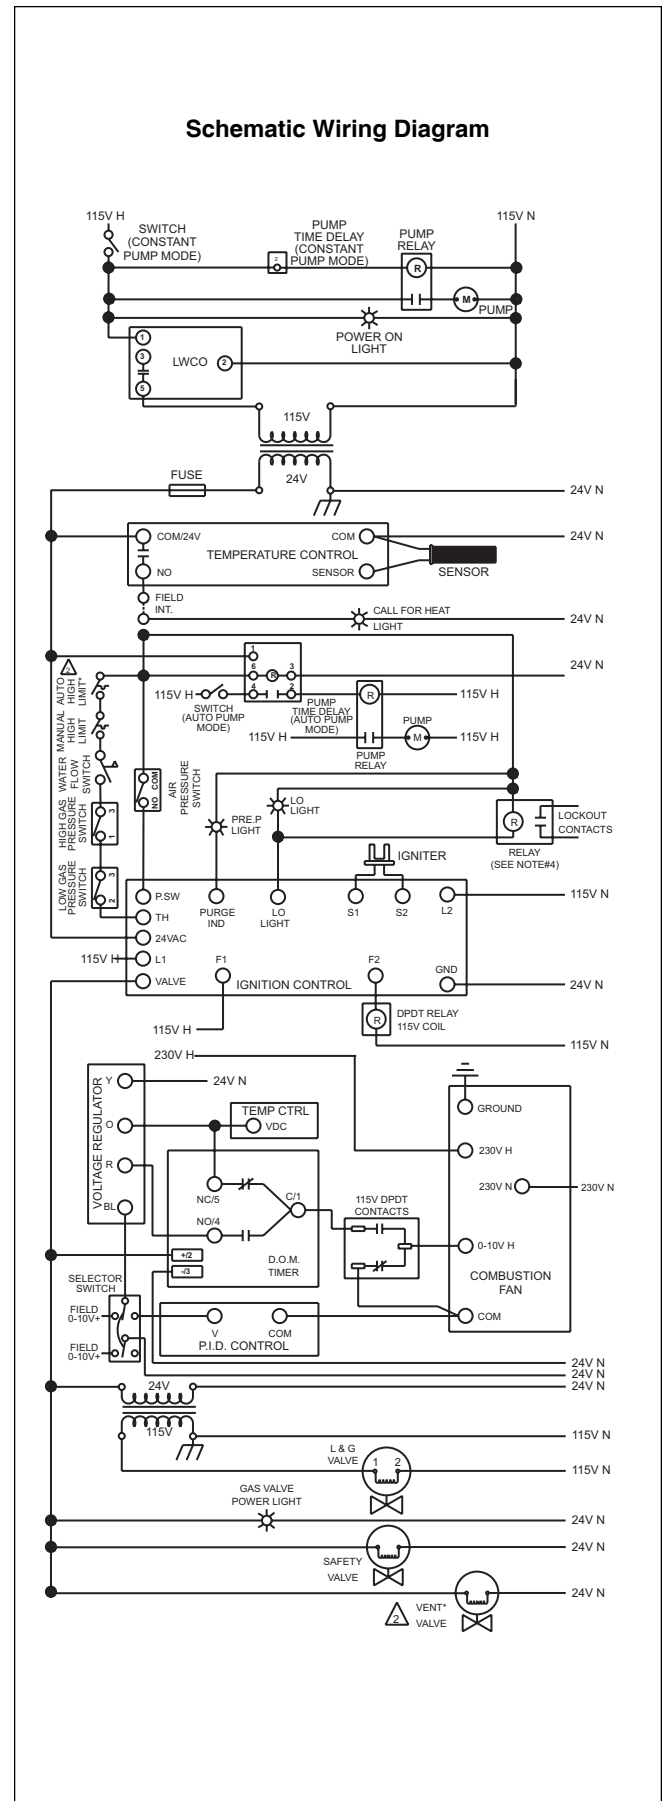 Schematic Wiring Diagram
115V H
115V N
SWITCH
(CONSTANT
PUMP MODE)
2
PUMP
TIME DELAY
(CONSTANT
PUMP MODE)
PUMP
RELAY
R
M
PUMP
POWER ON
LIGHT
1
3
LWCO
2
5
115V
24V
FUSE
24V N
COM/24V
COM
24V N
TEMPERATURE CONTROL
NO
SENSOR
SENSOR
FIELD
INT.
CALL FOR HEAT
LIGHT
24V N
1
2
6
R
3
24V N
AUTO
HIGH
LIMIT*
115V H
4
2
SWITCH
(AUTO PUMP
MODE)
PUMP
TIME DELAY
(AUTO PUMP
MODE)
R
115V H
MANUAL
HIGH
LIMIT
115V H
M
PUMP
115V H
PUMP
RELAY
WATER
FLOW
SWITCH
NO COM
AIR
PRESSURE
SWITCH
HIGH GAS
PRESSURE
SWITCH
3
1
PRE.P
LIGHT
LO
LIGHT
R
LOCKOUT
CONTACTS
RELAY
(SEE NOTE#4)
LOW GAS
PRESSURE
SWITCH
3
2
IGNITER
P.SW
PURGE
IND
LO
LIGHT
S1
S2
L2
115V N
TH
24VAC
115V H
L1
F1
F2
GND
VALVE
IGNITION CONTROL
24V N
115V H
R
DPDT RELAY
115V COIL
115V N
230V H
VOLTAGE REGULATOR
Y
24V N
TEMP CTRL
VDC
O
R
BL
GROUND
230V H
230V N
230V N
NC/5
C/1
NO/4
115V DPDT
CONTACTS
0-10V H
+/2
-/3
D.O.M.
TIMER
COMBUSTION
FAN
SELECTOR
SWITCH
FIELD
0-10V+
FIELD
0-10V+
V
COM
P.I.D. CONTROL
COM
24V N
24V N
24V N
24V
115V
115V N
L & G
VALVE
1
2
115V N
GAS VALVE
POWER LIGHT
24V N
24V N
SAFETY
VALVE
24V N
2
VENT*
VALVE